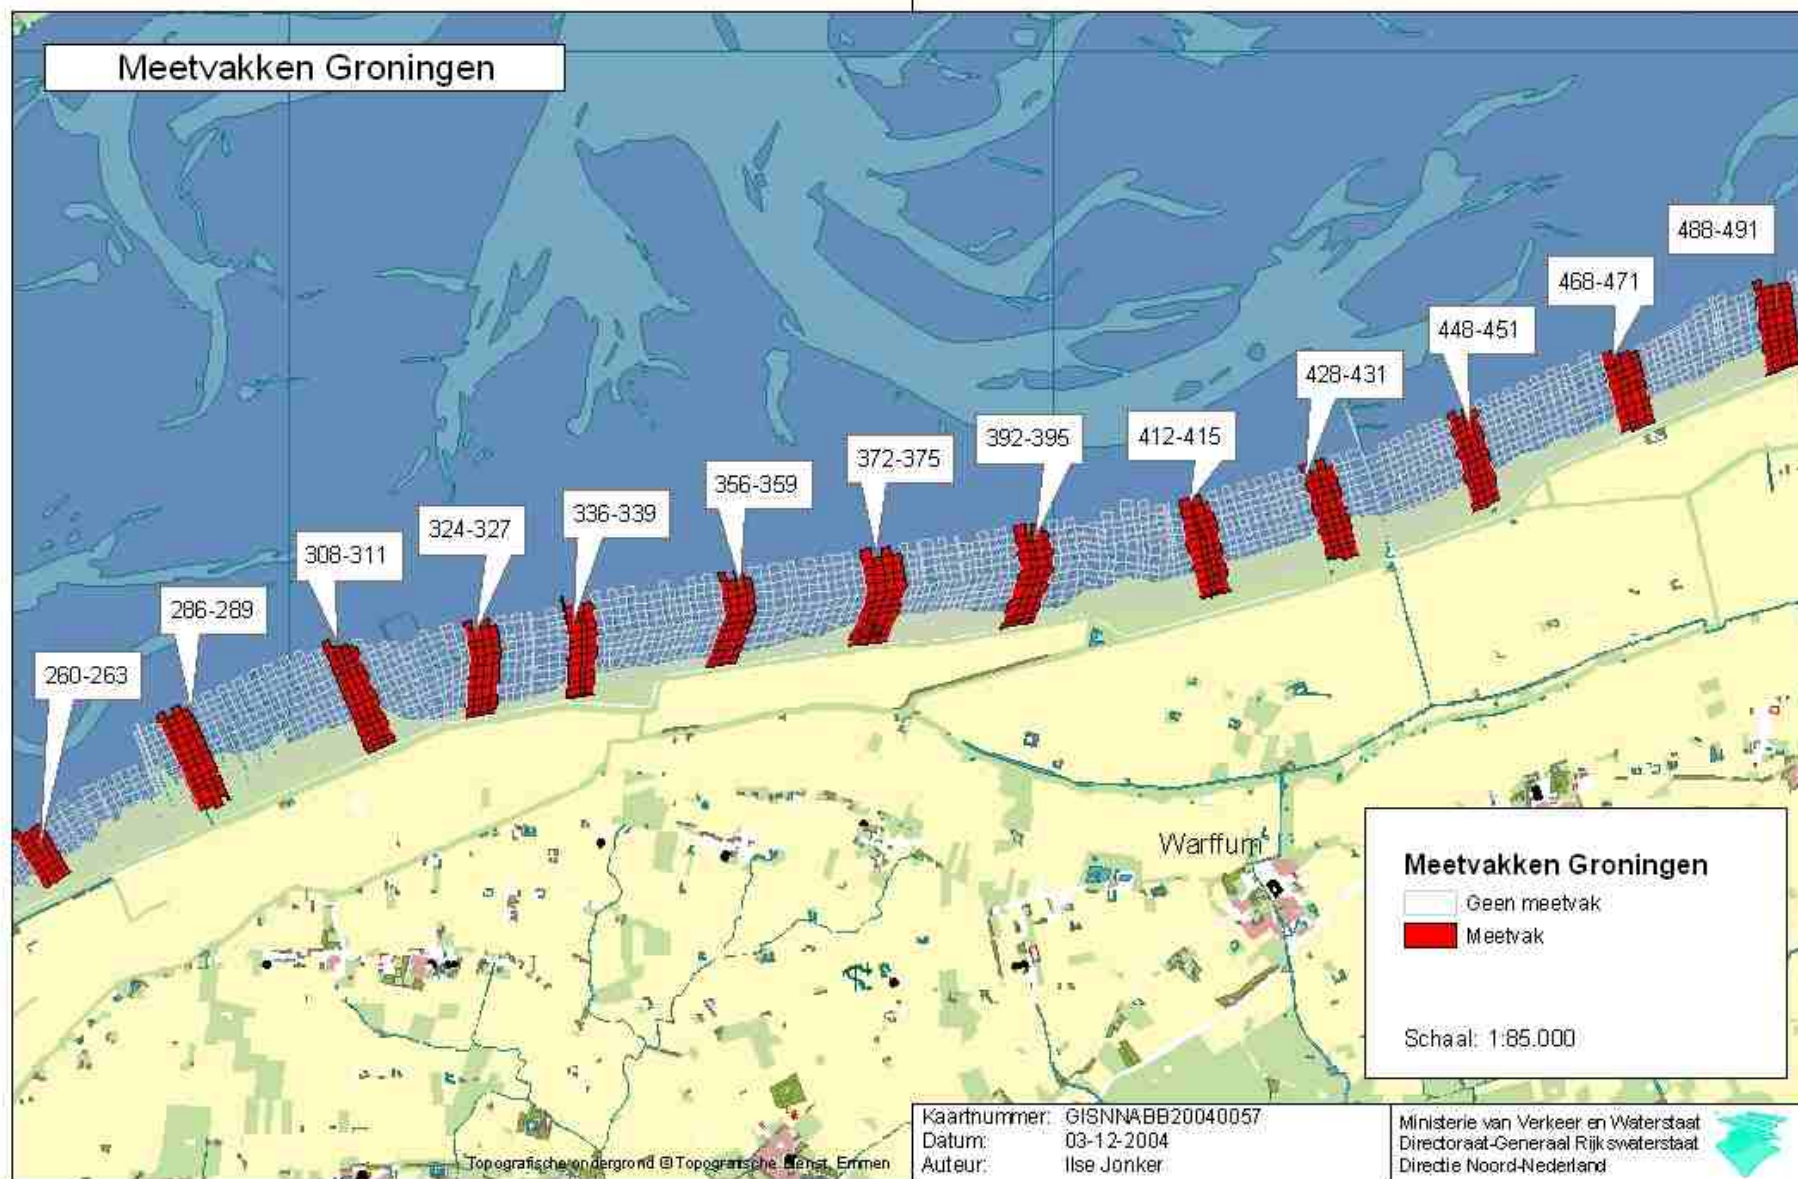 Meetvakken Groningen
488-491
468-471
448-451
428-431
412-415
392-395
372-375
356-359
336-339
324-327
308-311
286-289
260-263
Warffum
Meetvakken Groningen
Geen meetvak
Meetvak
Schaal: 1:85.000
Topografische ondergrond © Topografische Dienst, Emmen
Kaartnummer: GISNNABB20040057
Datum: 03-12-2004
Auteur: Ilse Jonker
Ministerie van Verkeer en Waterstaat
Directoraat-Generaal Rijkswaterstaat
Directie Noord-Nederland